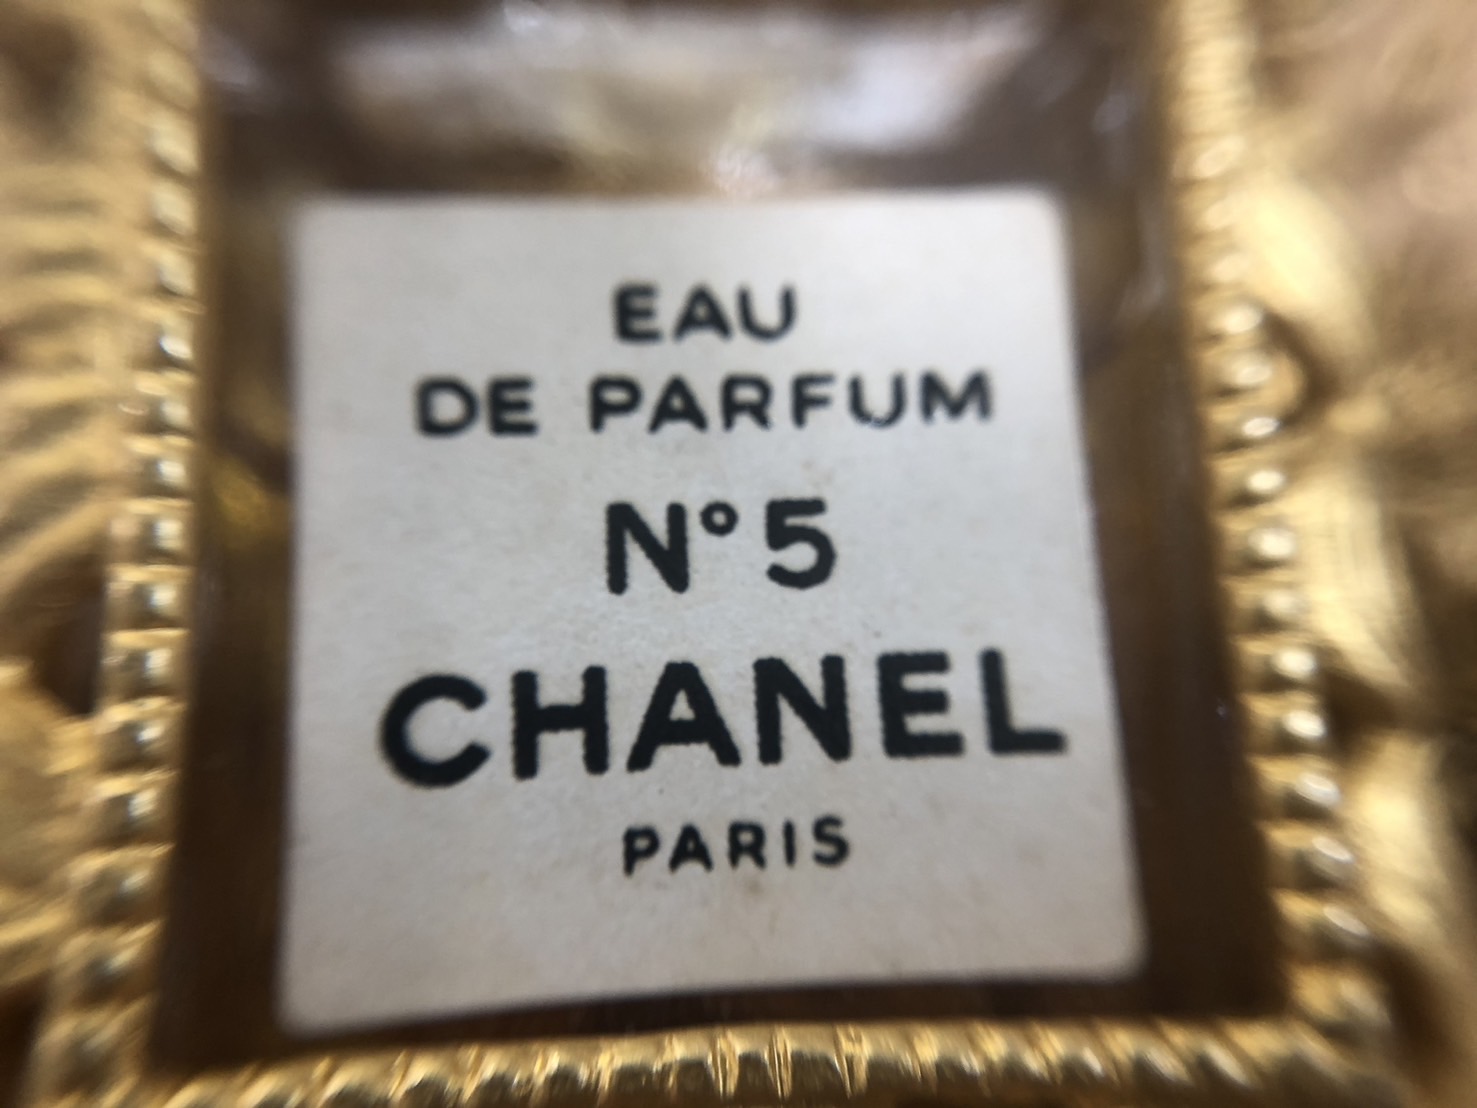 EAU
DE PARFUM
N° 5
CHANEL
PARIS